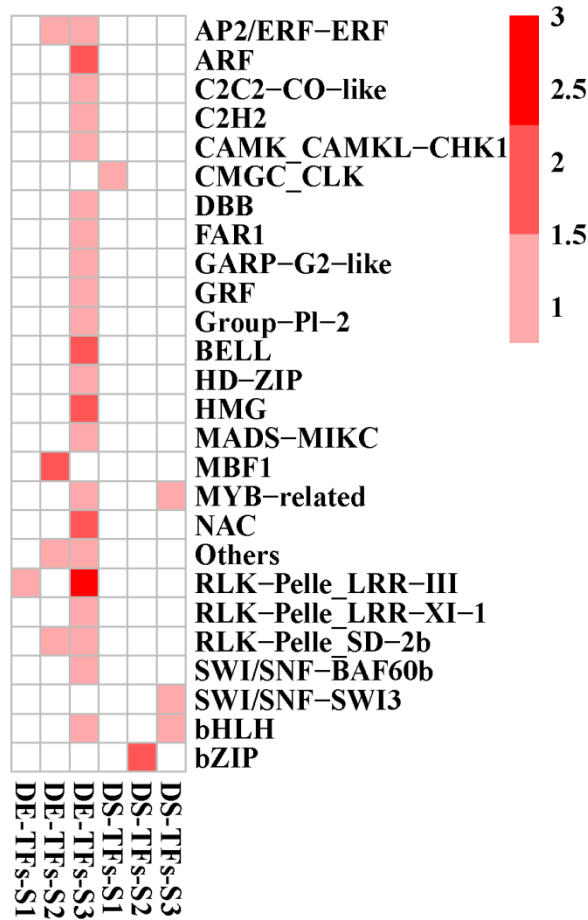 AP2/ERF−ERF
ARF
C2C2−CO−like
C2H2
CAMK_CAMKL−CHK1
CMGC_CLK
DBB
FAR1
GARP−G2−like
GRF
Group−Pl−2
BELL
HD−ZIP
HMG
MADS−MIKC
MBF1
MYB−related
NAC
Others
RLK−Pelle_LRR−III
RLK−Pelle_LRR−XI−1
RLK−Pelle_SD−2b
SWI/SNF−BAF60b
SWI/SNF−SWI3
bHLH
bZIP
3
2.5
2
1.5
1
DE-TFs-S1
DE-TFs-S2
DE-TFs-S3
DS-TFs-S1
DS-TFs-S2
DS-TFs-S3